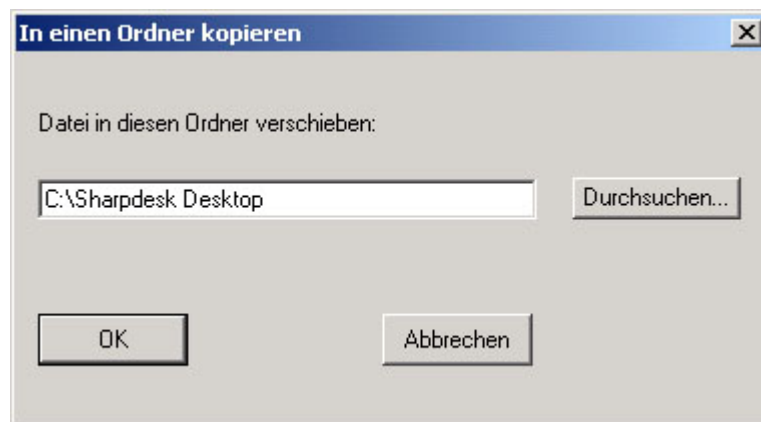 In einen Ordner kopieren
Datei in diesen Ordner verschieben:
C:\Sharpdesk Desktop
Durchsuchen...
OK
Abbrechen